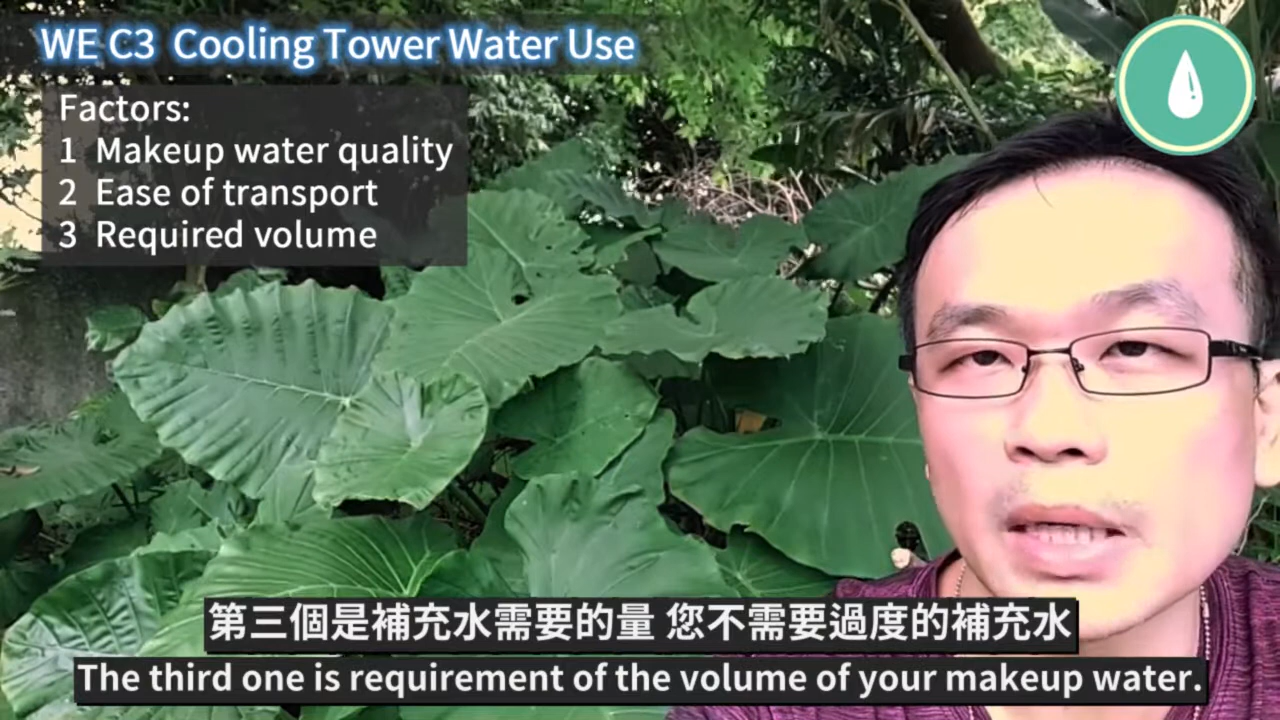 WE C3 Cooling Tower Water Use
Factors:
1 Makeup water quality
2 Ease of transport
3 Required volume
第三個是補充水需要的量 您不需要過度的補充水
The third one is requirement of the volume of your makeup water.